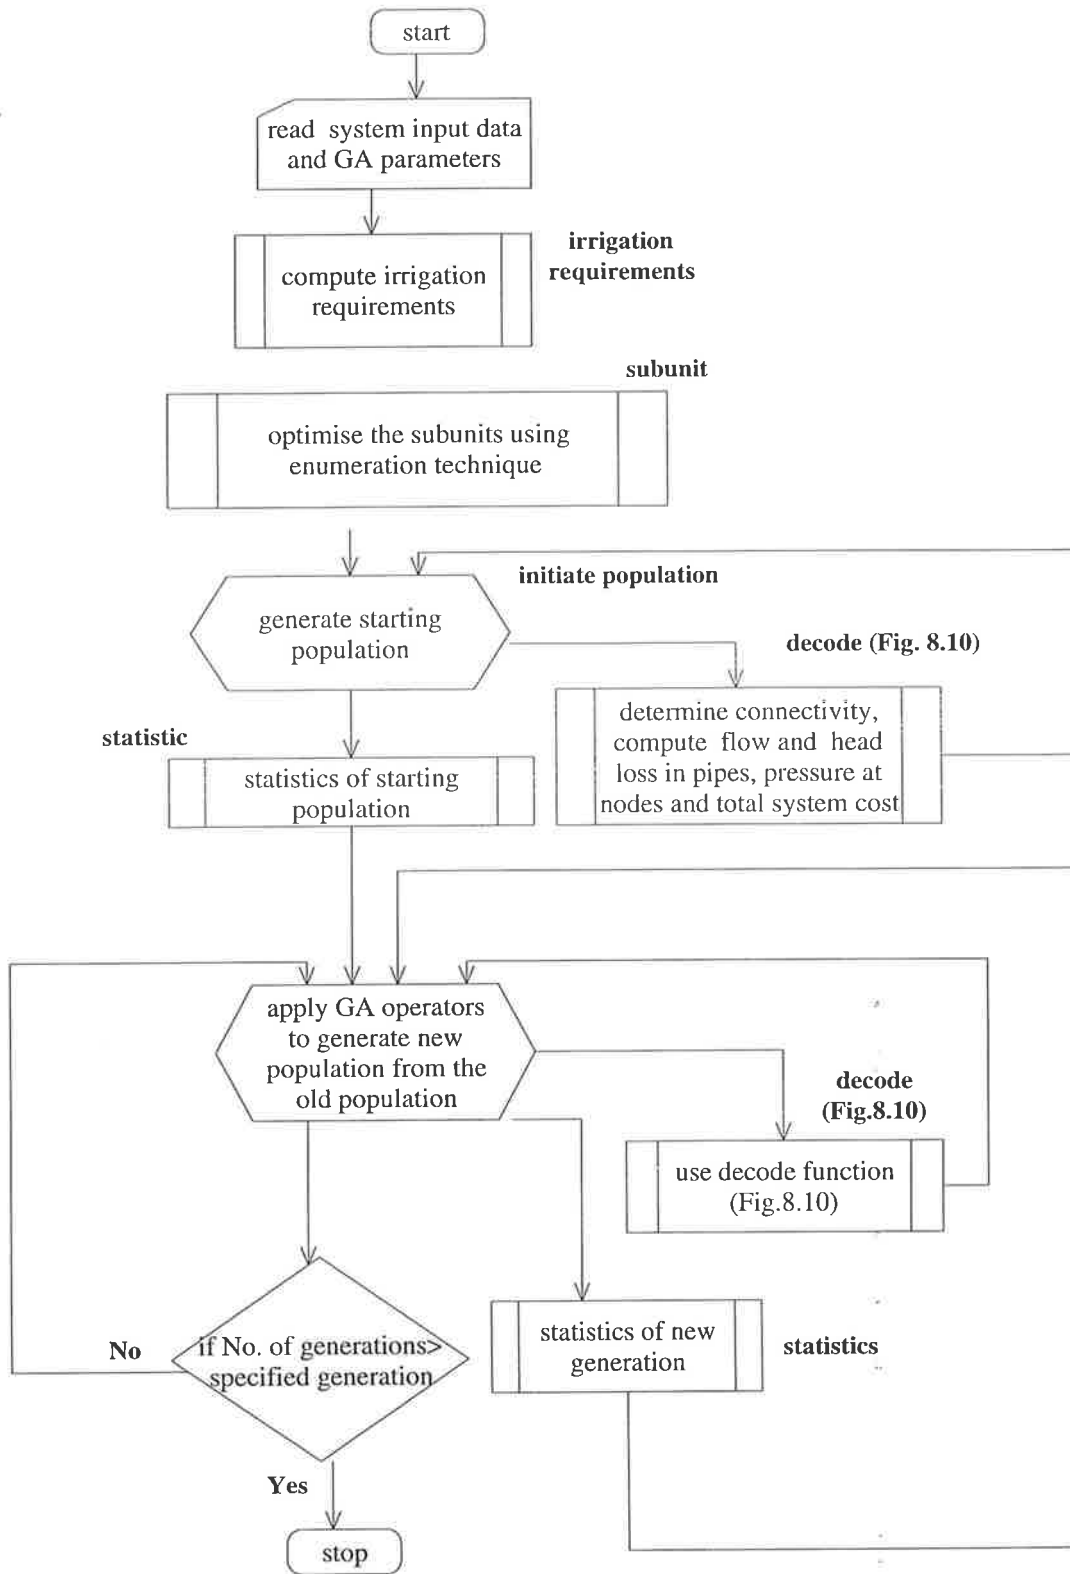 start
read system input data
and GA parameters
irrigation
requirements
compute irrigation
requirements
subunit
optimise the subunits using
enumeration technique
initiate population
generate starting
population
decode (Fig. 8.10)
determine connectivity,
compute flow and head
loss in pipes, pressure at
nodes and total system cost
statistic
statistics of starting
population
apply GA operators
to generate new
population from the
old population
decode
(Fig.8.10)
use decode function
(Fig.8.10)
No
if No. of generations>
specified generation
statistics of new
generation
statistics
Yes
stop